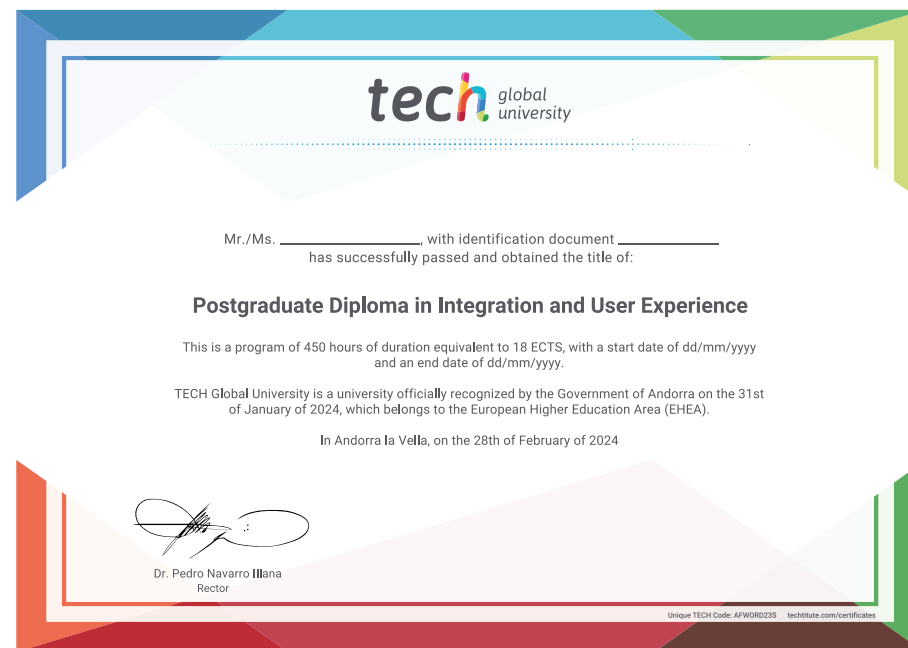 tech global
university
Mr./Ms. ____________________, with identification document ______________
has successfully passed and obtained the title of:
Postgraduate Diploma in Integration and User Experience
This is a program of 450 hours of duration equivalent to 18 ECTS, with a start date of dd/mm/yyyy
and an end date of dd/mm/yyyy.
TECH Global University is a university officially recognized by the Government of Andorra on the 31st
of January of 2024, which belongs to the European Higher Education Area (EHEA).
In Andorra la Vella, on the 28th of February of 2024
Dr. Pedro Navarro Illana
Rector
Unique TECH Code: AFWORD23S techtitute.com/certificates